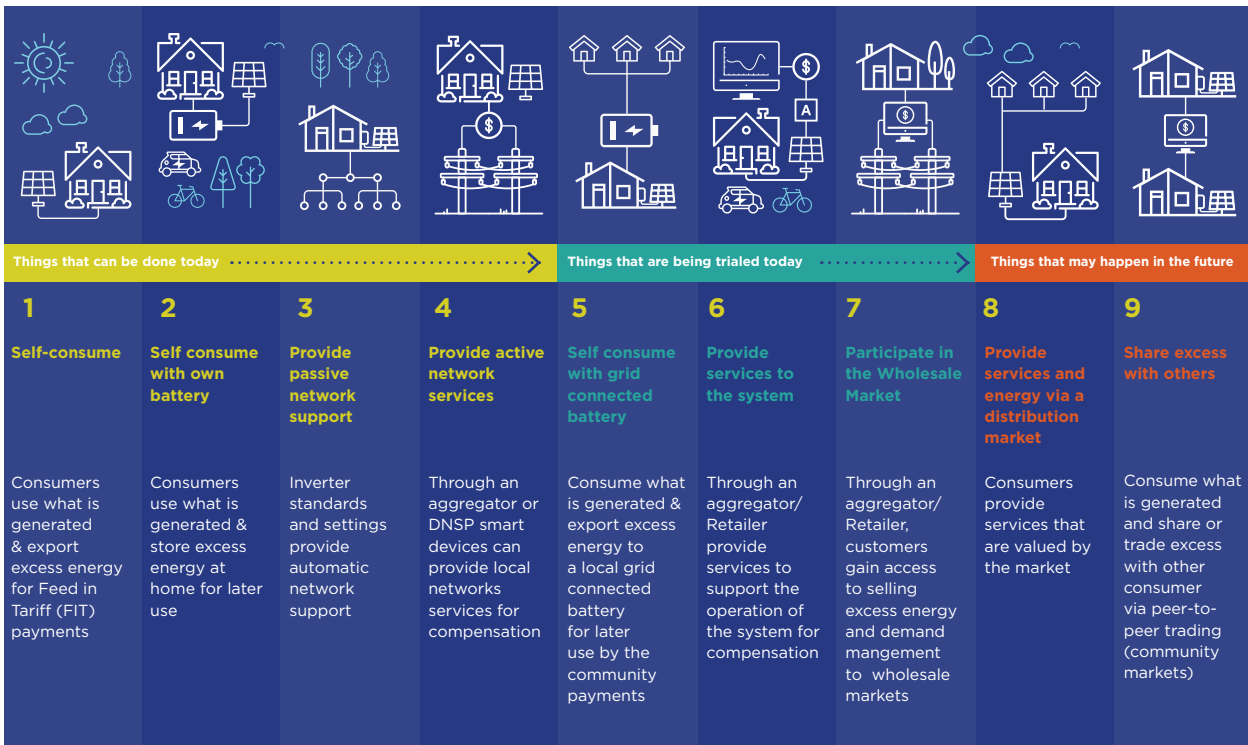 $
$
A
$
$
Things that can be done today
Things that are being trialed today
Things that may happen in the future
1
Self-consume
Consumers
use what is
generated
& export
excess energy
for Feed in
Tariff (FIT)
payments
2
Self consume
with own
battery
Consumers
use what is
generated &
store excess
energy at
home for later
use
3
Provide
passive
network
support
Inverter
standards
and settings
provide
automatic
network
support
4
Provide active
network
services
Through an
aggregator or
DNSP smart
devices can
provide local
networks
services for
compensation
5
Self consume
with grid
connected
battery
Consume what
is generated &
export excess
energy to
a local grid
connected
battery
for later
use by the
community
payments
6
Provide
services to
the system
Through an
aggregator/
Retailer
provide
services to
support the
operation of
the system for
compensation
7
Participate in
the Wholesale
Market
Through an
aggregator/
Retailer,
customers
gain access
to selling
excess energy
and demand
mangement
to wholesale
markets
8
Provide
services and
energy via a
distribution
market
Consumers
provide
services that
are valued by
the market
9
Share excess
with others
Consume what
is generated
and share or
trade excess
with other
consumer
via peer-to-
peer trading
(community
markets)